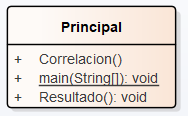 Principal
+ Correlacion()
+ main(String[]): void
+ Resultado(): void